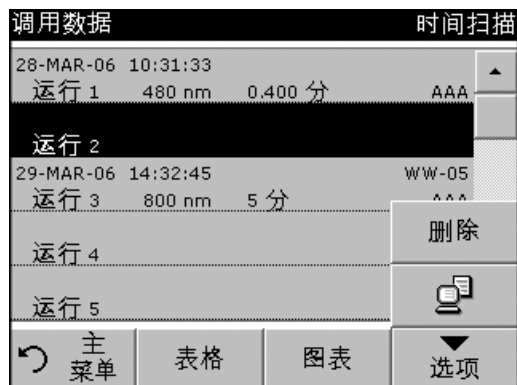 调用数据 时间扫描
28-MAR-06 10:31:33
运行 1 480 nm 0.400 分 AAA
运行 2
29-MAR-06 14:32:45 WW-05
运行 3 800 nm 5 分
删除
运行 4
运行 5
主菜单 表格 图表 选项